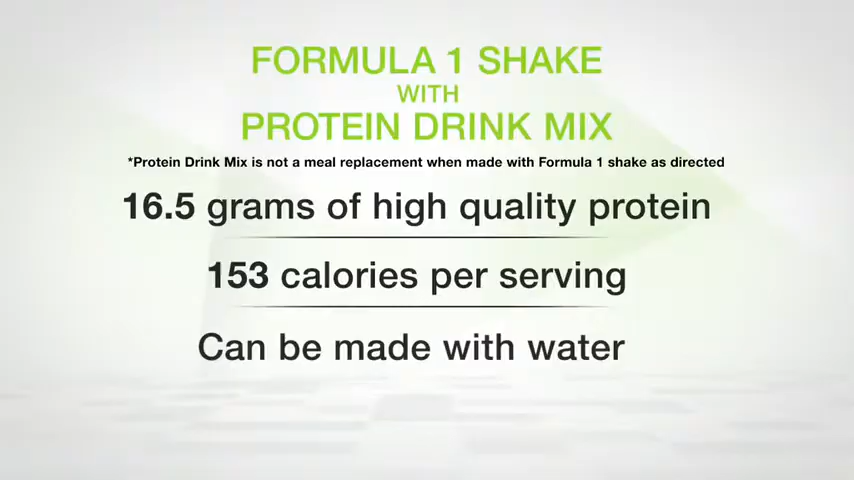 FORMULA 1 SHAKE
WITH
PROTEIN DRINK MIX
*Protein Drink Mix is not a meal replacement when made with Formula 1 shake as directed
16.5 grams of high quality protein
153 calories per serving
Can be made with water